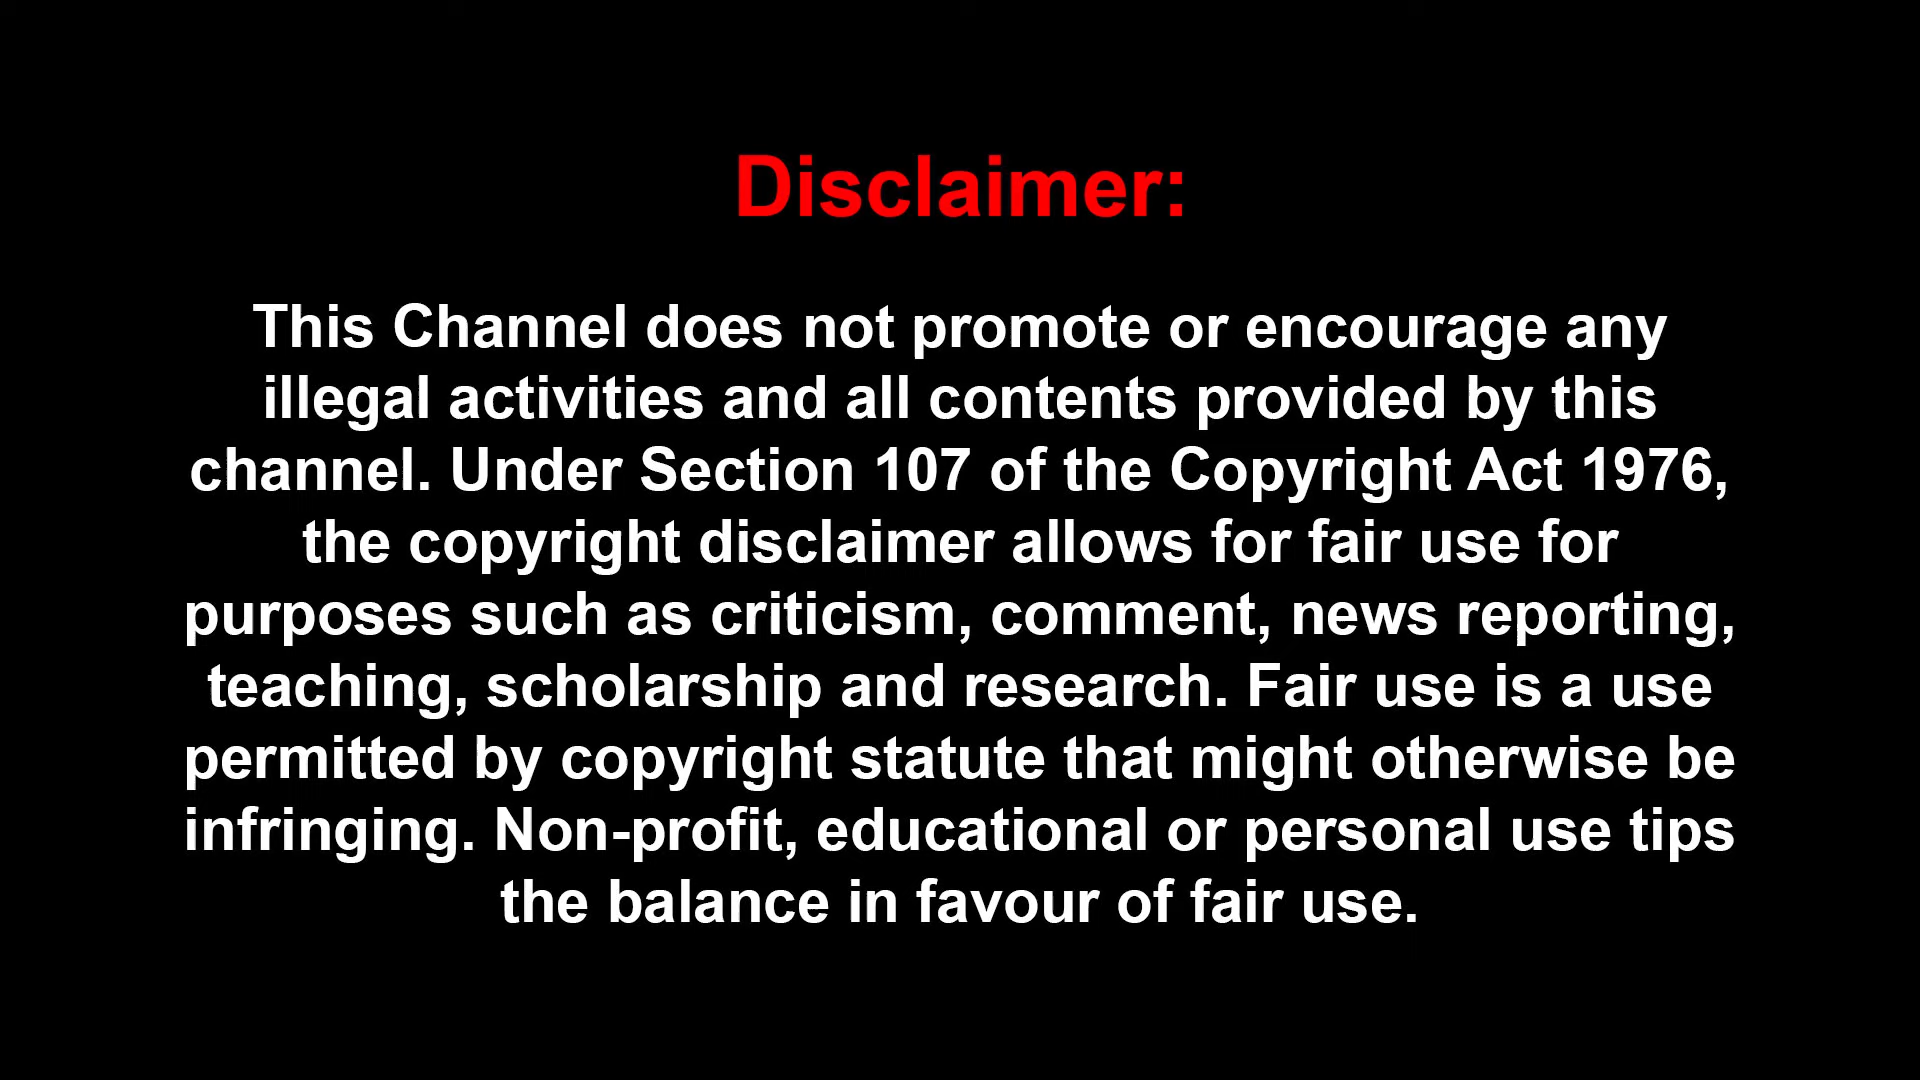 Disclaimer:
This Channel does not promote or encourage any
illegal activities and all contents provided by this
channel. Under Section 107 of the Copyright Act 1976,
the copyright disclaimer allows for fair use for
purposes such as criticism, comment, news reporting,
teaching, scholarship and research. Fair use is a use
permitted by copyright statute that might otherwise be
infringing. Non-profit, educational or personal use tips
the balance in favour of fair use.